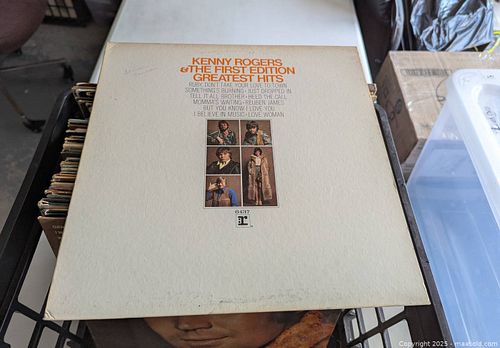 KENNY ROGERS
& THE FIRST EDITION
GREATEST HITS
RUBY, DON'T TAKE YOUR LOVE TO TOWN
SOMETHING'S BURNING · JUST DROPPED IN
TELL IT ALL BROTHER · HEED THE CALL
MOMMA'S WAITING · REUBEN JAMES
BUT YOU KNOW I LOVE YOU
I BELIEVE IN MUSIC · LOVE WOMAN
6437
r
Copyright 2025 - maxsold.com